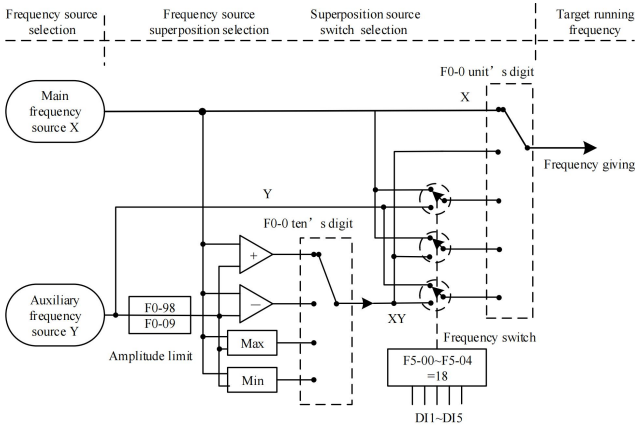 Frequency source
selection
Frequency source
superposition selection
Superposition source
switch selection
Target running
frequency
F0-0 unit’s digit
Main
frequency
source X
X
Frequency giving
Y
F0-0 ten’s digit
+
Auxiliary
frequency
source Y
F0-98
F0-09
−
XY
Amplitude limit
Max
Min
Frequency switch
F5-00~F5-04
=18
DI1~DI5